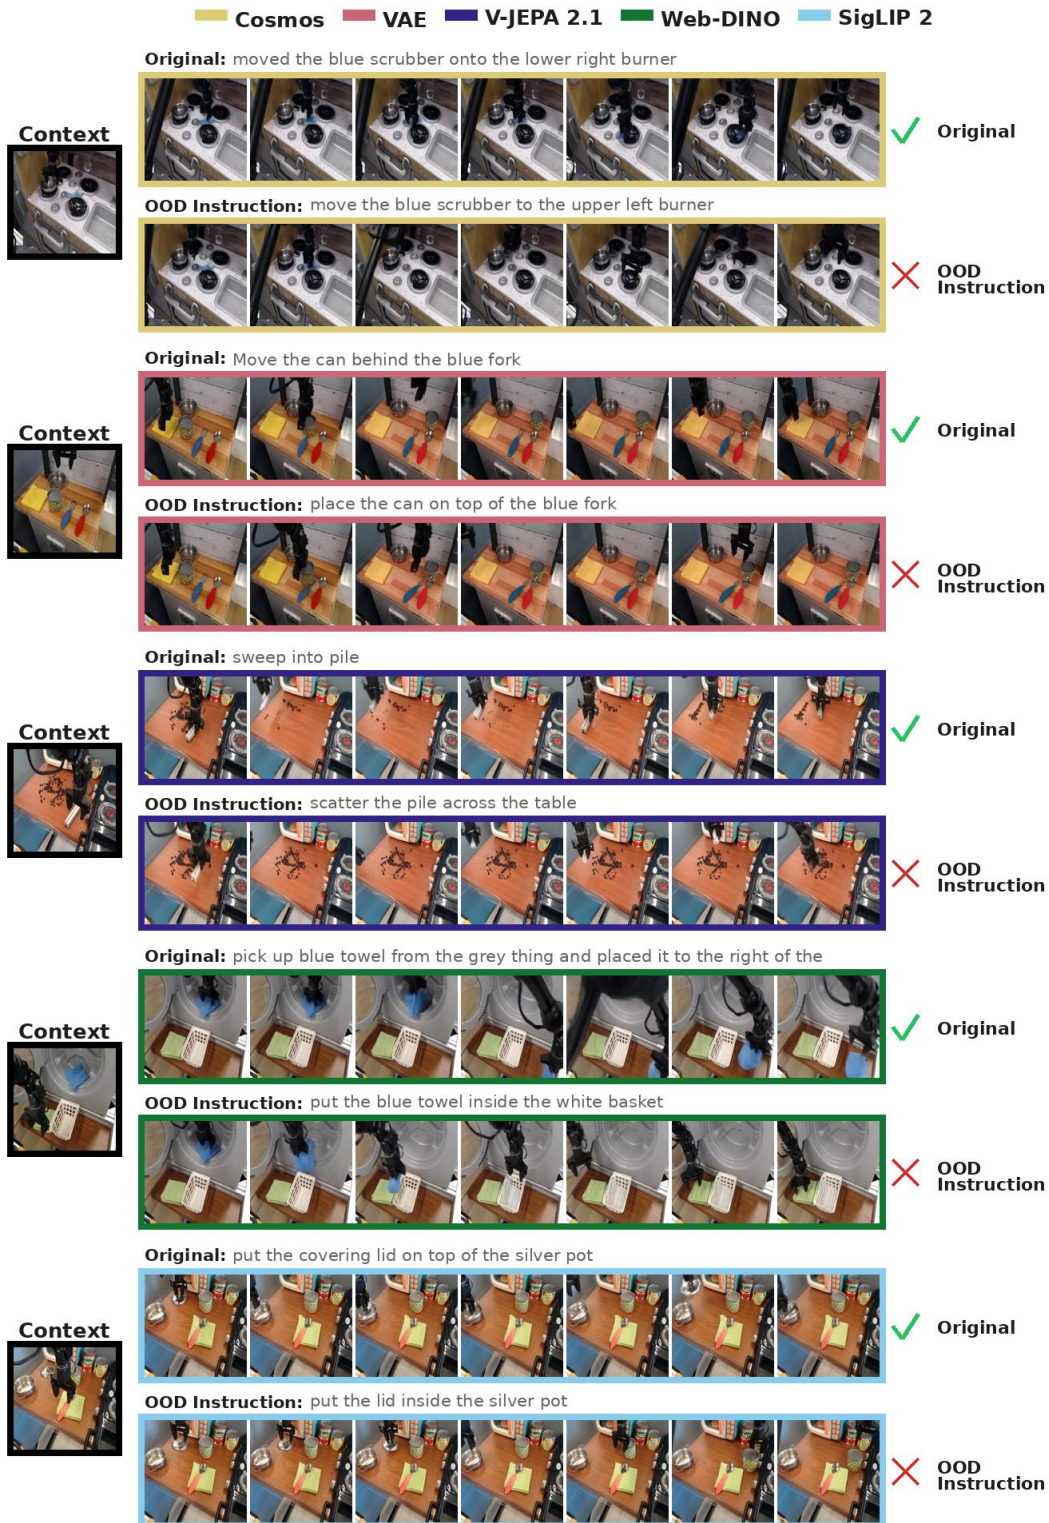 Cosmos VAE V-JEPA 2.1 Web-DINO SigLIP 2
Original: moved the blue scrubber onto the lower right burner
Context
Original
OOD Instruction: move the blue scrubber to the upper left burner
OOD
Instruction
Original: Move the can behind the blue fork
Context
Original
OOD Instruction: place the can on top of the blue fork
OOD
Instruction
Original: sweep into pile
Context
Original
OOD Instruction: scatter the pile across the table
OOD
Instruction
Original: pick up blue towel from the grey thing and placed it to the right of the
Context
Original
OOD Instruction: put the blue towel inside the white basket
OOD
Instruction
Original: put the covering lid on top of the silver pot
Context
Original
OOD Instruction: put the lid inside the silver pot
OOD
Instruction